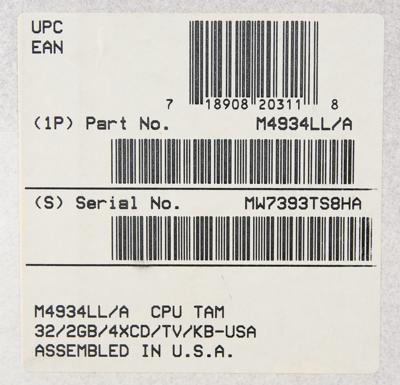 UPC
EAN
7 18908 20311 8
(1P) Part No. M4934LL/A
(S) Serial No. MW7393TS8HA
M4934LL/A CPU TAM
32/2GB/4XCD/TV/KB-USA
ASSEMBLED IN U.S.A.